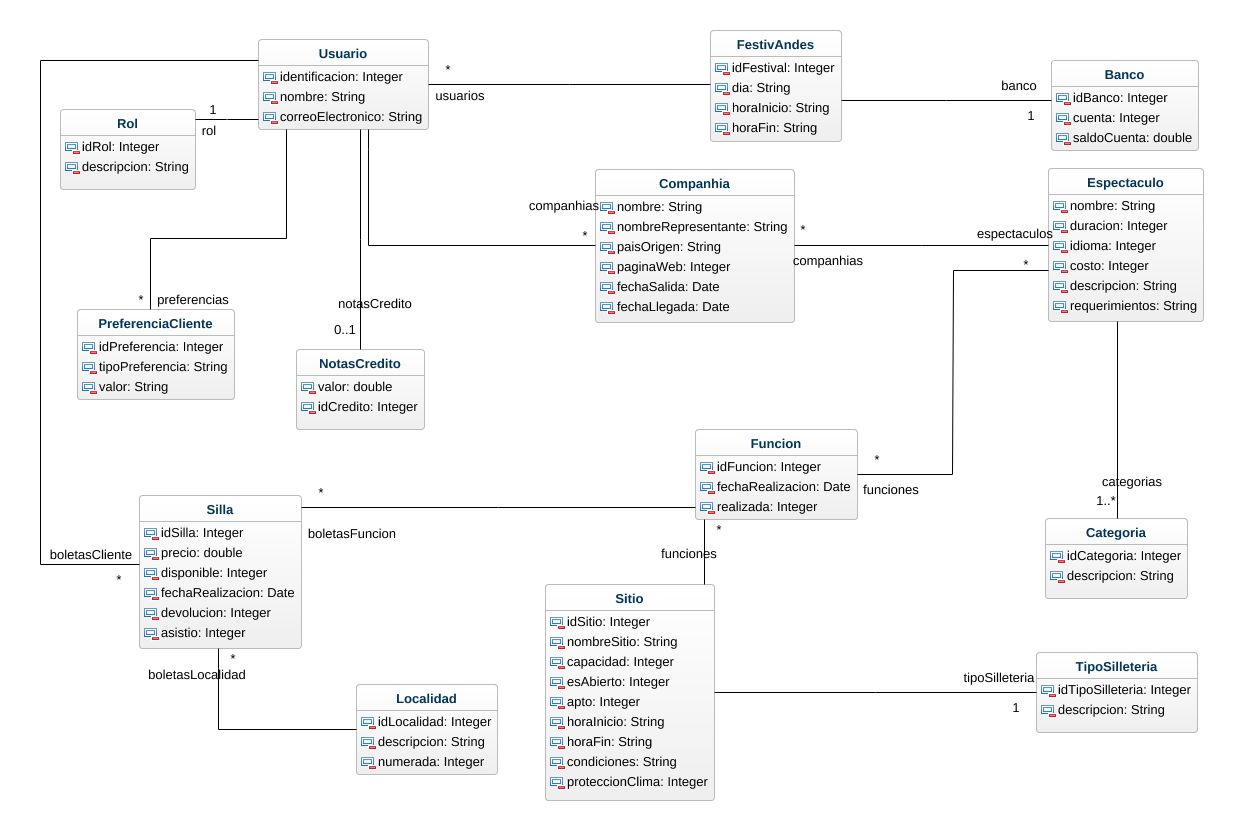 Usuario
identificacion: Integer
nombre: String
correoElectronico: String
*
usuarios
FestivAndes
idFestival: Integer
dia: String
horaInicio: String
horaFin: String
banco
1
Banco
idBanco: Integer
cuenta: Integer
saldoCuenta: double
1
rol
Rol
idRol: Integer
descripcion: String
Companhia
nombre: String
nombreRepresentante: String
paisOrigen: String
paginaWeb: Integer
fechaSalida: Date
fechaLlegada: Date
companhias
*
*
companhias
espectaculos
*
Espectaculo
nombre: String
duracion: Integer
idioma: Integer
costo: Integer
descripcion: String
requerimientos: String
* preferencias
PreferenciaCliente
idPreferencia: Integer
tipoPreferencia: String
valor: String
notasCredito
0..1
NotasCredito
valor: double
idCredito: Integer
Funcion
idFuncion: Integer
fechaRealizacion: Date
realizada: Integer
*
funciones
categorias
1..*
Categoria
idCategoria: Integer
descripcion: String
*
boletasFuncion
Silla
idSilla: Integer
precio: double
disponible: Integer
fechaRealizacion: Date
devolucion: Integer
asistio: Integer
boletasCliente
*
*
boletasLocalidad
Localidad
idLocalidad: Integer
descripcion: String
numerada: Integer
*
funciones
Sitio
idSitio: Integer
nombreSitio: String
capacidad: Integer
esAbierto: Integer
apto: Integer
horaInicio: String
horaFin: String
condiciones: String
proteccionClima: Integer
tipoSilleteria
1
TipoSilleteria
idTipoSilleteria: Integer
descripcion: String